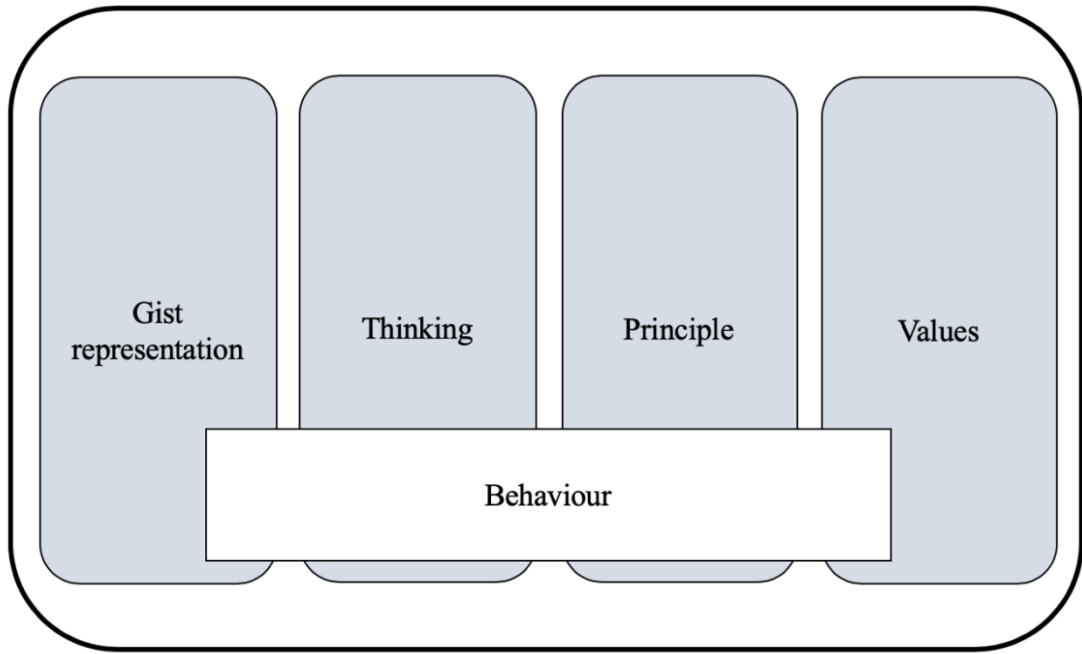 Gist
representation
Thinking
Principle
Values
Behaviour